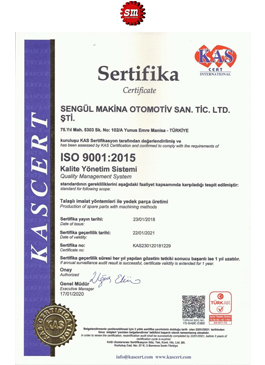 sm
KAS
CERT
INTERNATIONAL
Sertifika
Certificate
KASCERT
SENGÜL MAKİNA OTOMOTİV SAN. TİC. LTD.
ŞTİ.
75.Yıl Mah. 5303 Sk. No: 103/A Yunus Emre Manisa - TÜRKİYE
kuruluşu KAS Sertifikasyon tarafından değerlendirilmiş ve
has been assessed by KAS Certification and confirmed to comply with the requirements of
ISO 9001:2015
Kalite Yönetim Sistemi
Quality Management System
standardının gerekliliklerini aşağıdaki faaliyet kapsamında karşıladığı tespit edilmiştir:
standard for following scope:
Talaşlı imalat yöntemleri ile yedek parça üretimi
Production of spare parts with machining methods
Sertifika yayın tarihi: 23/01/2018
Date of issue:
Sertifika geçerlilik tarihi: 22/01/2021
Validity date:
Sertifika no: KAS230120181229
Certificate no:
Sertifika geçerlilik süresi her yıl yapılan gözetim tetkiki sonucu başarılı ise 1 yıl uzatılır.
If annual surveillance audit result is successful, certificate validity is extended for 1 year.
Onay
Authorized
Genel Müdür
Executive Manager
17/01/2020
TÜRKAK
KAS
info@kascert.com www.kascert.com